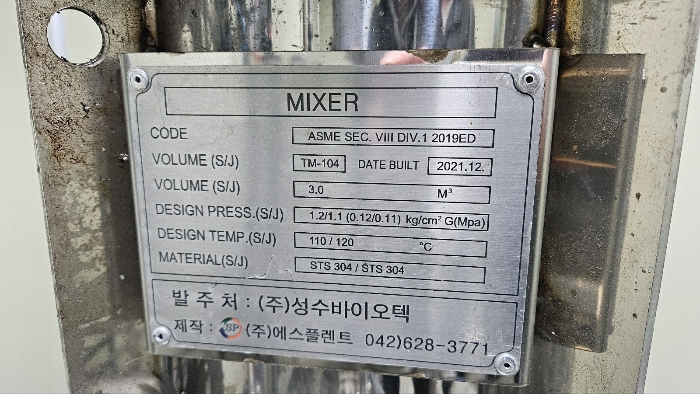 MIXER
CODE ASME SEC. VIII DIV.1 2019ED
VOLUME (S/J) TM-104 DATE BUILT 2021.12.
VOLUME (S/J) 3.0 M³
DESIGN PRESS.(S/J) 1.2/1.1 (0.12/0.11) kg/cm² G(Mpa)
DESIGN TEMP.(S/J) 110 / 120 °C
MATERIAL(S/J) STS 304 / STS 304
발 주 처 : (주)성수바이오텍
제작 : SP (주)에스플렌트 042)628-3771